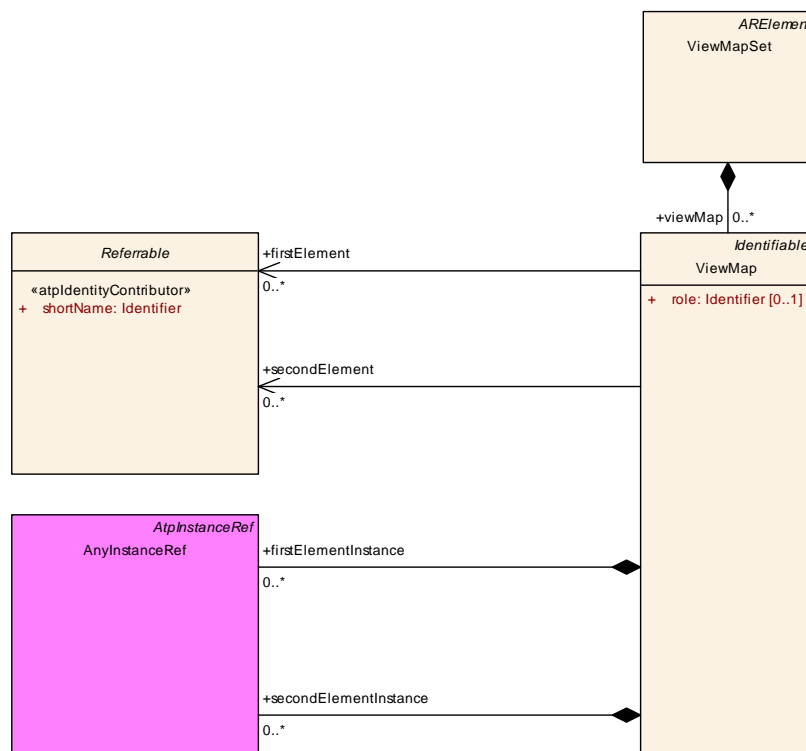 ARElemen
ViewMapSet
+viewMap 0..*
Referrable
«atpIdentityContributor»
+ shortName: Identifier
+firstElement
0..*
+secondElement
0..*
Identifiable
ViewMap
+ role: Identifier [0..1]
AtpInstanceRef
AnyInstanceRef
+firstElementInstance
0..*
+secondElementInstance
0..*